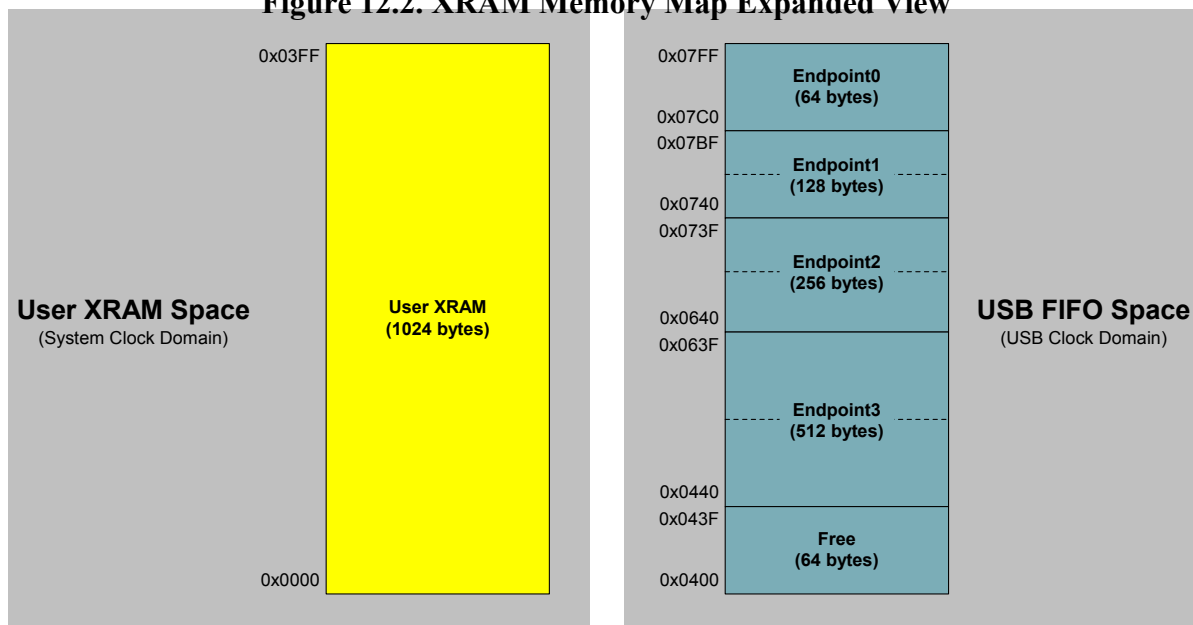 Figure 12.2. XRAM Memory Map Expanded View
0x03FF
User XRAM Space
(System Clock Domain)
User XRAM
(1024 bytes)
0x0000
0x07FF
Endpoint0
(64 bytes)
0x07C0
0x07BF
Endpoint1
(128 bytes)
0x0740
0x073F
Endpoint2
(256 bytes)
0x0640
0x063F
Endpoint3
(512 bytes)
0x0440
0x043F
Free
(64 bytes)
0x0400
USB FIFO Space
(USB Clock Domain)